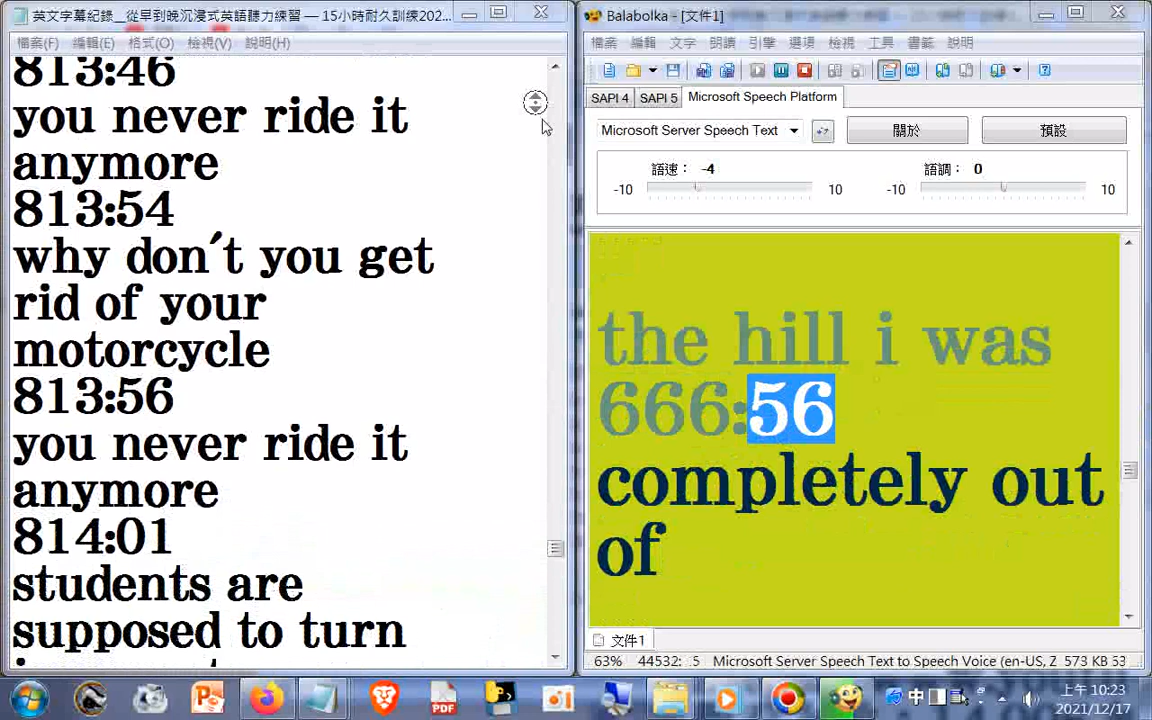 英文字幕紀錄__從早到晚沉浸式英語聽力練習 — 15小時耐久訓練202...
檔案(F) 編輯(E) 格式(O) 檢視(V) 說明(H)
813:46
you never ride it
anymore
813:54
why don't you get
rid of your
motorcycle
813:56
you never ride it
anymore
814:01
students are
supposed to turn
Balabolka - [文件1]
檔案 編輯 文字 朗讀 引擎 選項 檢視 工具 書籤 說明
SAPI 4 SAPI 5 Microsoft Speech Platform
Microsoft Server Speech Text 關於 預設
語速： -4 語調： 0
-10 10 -10 10
the hill i was
666:56
completely out
of
文件1
63% 44532: .5 Microsoft Server Speech Text to Speech Voice (en-US, Z 573 KB 53
PDF
中
上午 10:23
2021/12/17